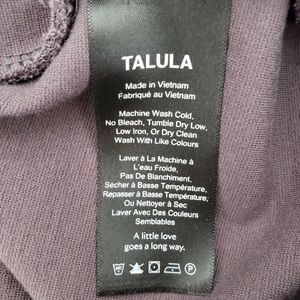 TALULA
Made in Vietnam
Fabriqué au Vietnam
Machine Wash Cold,
No Bleach, Tumble Dry Low,
Low Iron, Or Dry Clean
Wash With Like Colours
Laver à La Machine à
L'eau Froide,
Pas De Blanchiment,
Sécher à Basse Température,
Repasser à Basse Température,
Ou Nettoyer à Sec
Laver Avec Des Couleurs
Semblables
A little love
goes a long way.